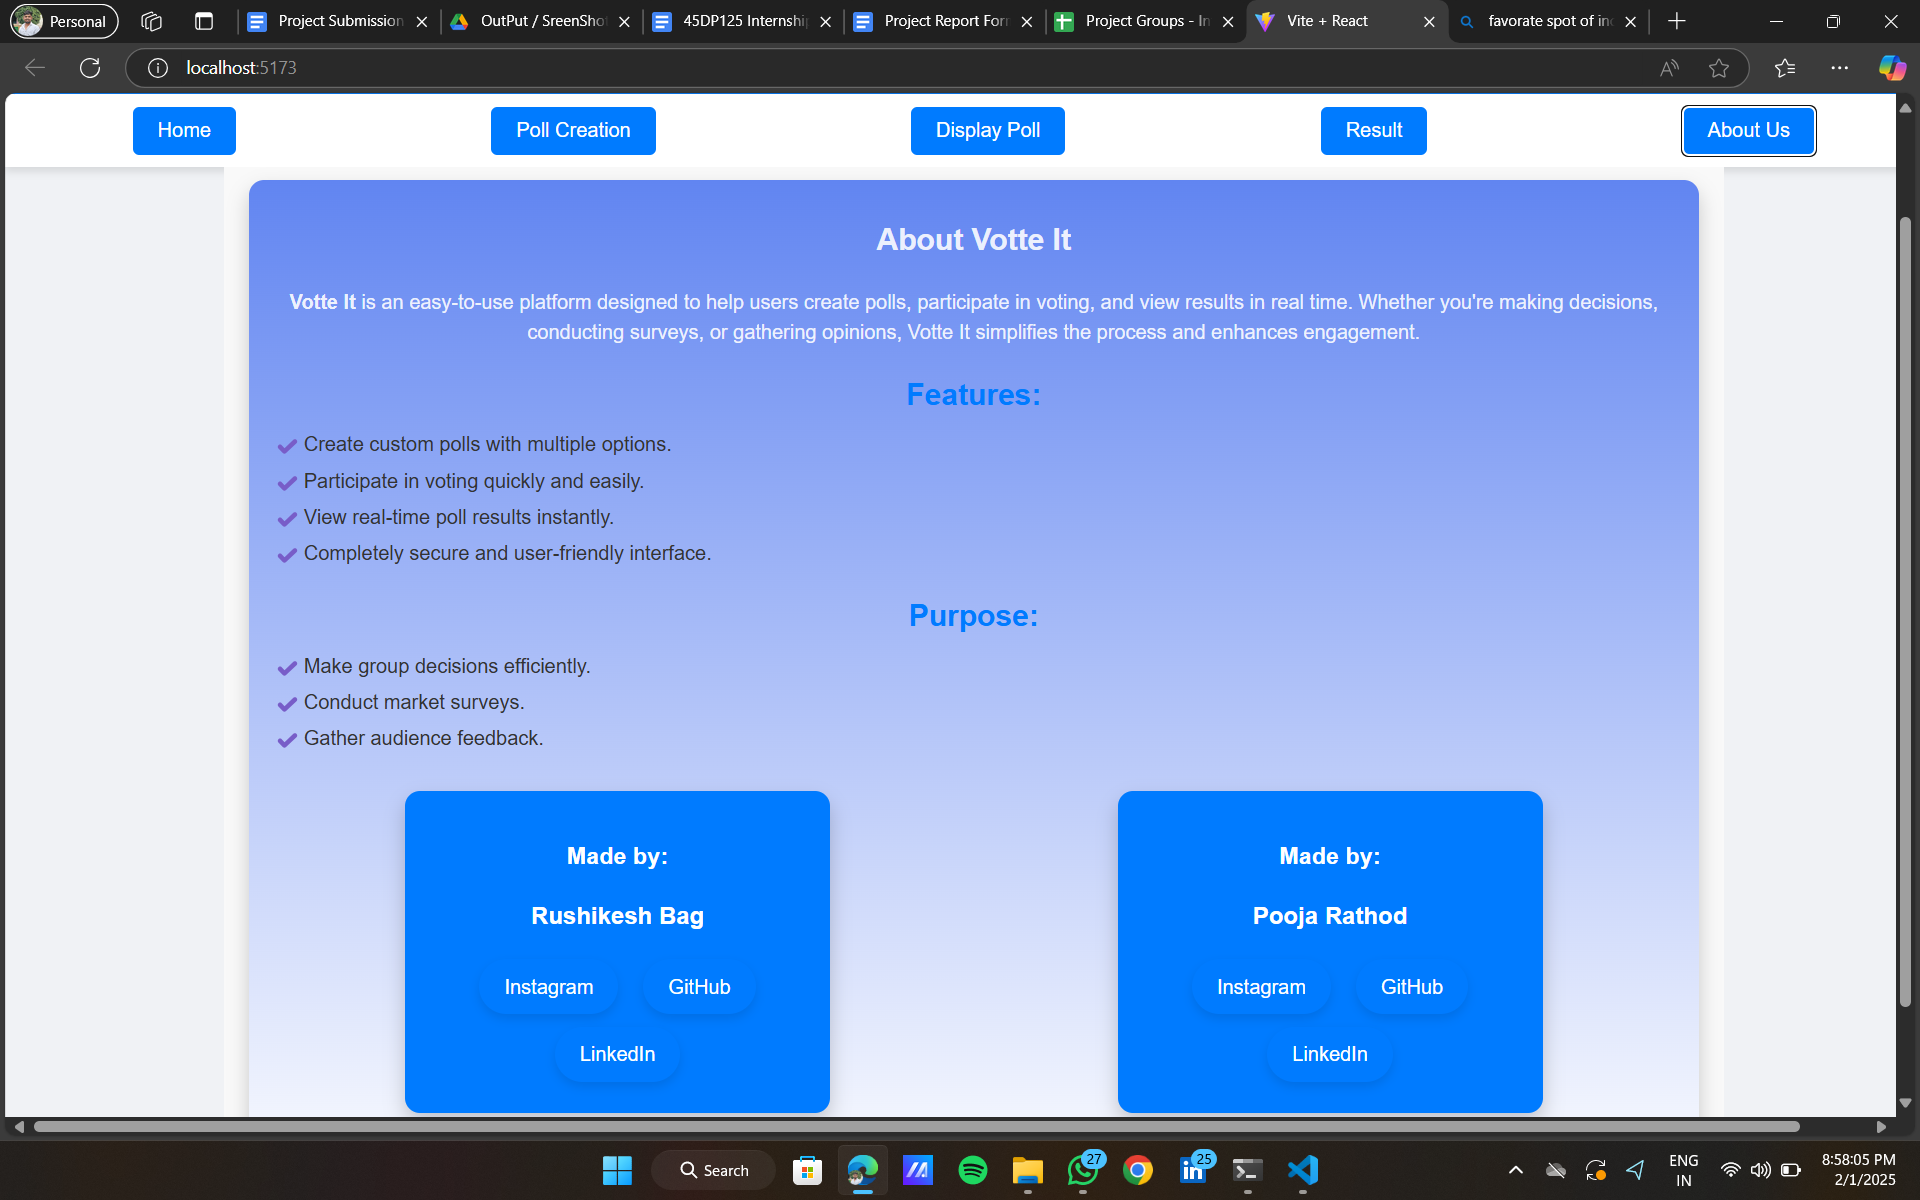 Personal
Project Submission
OutPut / SreenSho
45DP125 Internshi
Project Report For
Project Groups - In
Vite + React
favorate spot of in
localhost:5173
Home
Poll Creation
Display Poll
Result
About Us
About Votte It
Votte It is an easy-to-use platform designed to help users create polls, participate in voting, and view results in real time. Whether you're making decisions,
conducting surveys, or gathering opinions, Votte It simplifies the process and enhances engagement.
Features:
Create custom polls with multiple options.
Participate in voting quickly and easily.
View real-time poll results instantly.
Completely secure and user-friendly interface.
Purpose:
Make group decisions efficiently.
Conduct market surveys.
Gather audience feedback.
Made by:
Rushikesh Bag
Instagram
GitHub
LinkedIn
Made by:
Pooja Rathod
Instagram
GitHub
LinkedIn
Search
27
25
ENG
IN
8:58:05 PM
2/1/2025